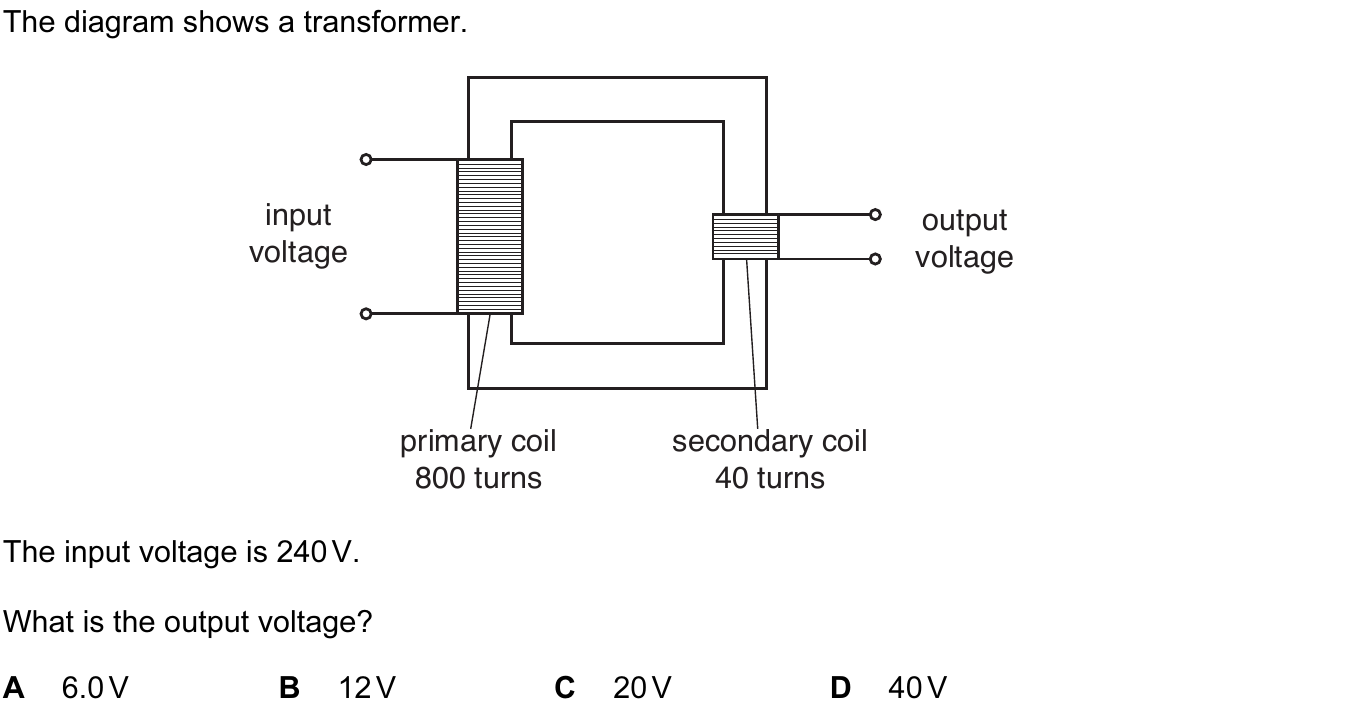 The diagram shows a transformer.
input
voltage
output
voltage
primary coil
800 turns
secondary coil
40 turns
The input voltage is 240 V.
What is the output voltage?
A 6.0 V B 12 V C 20 V D 40 V